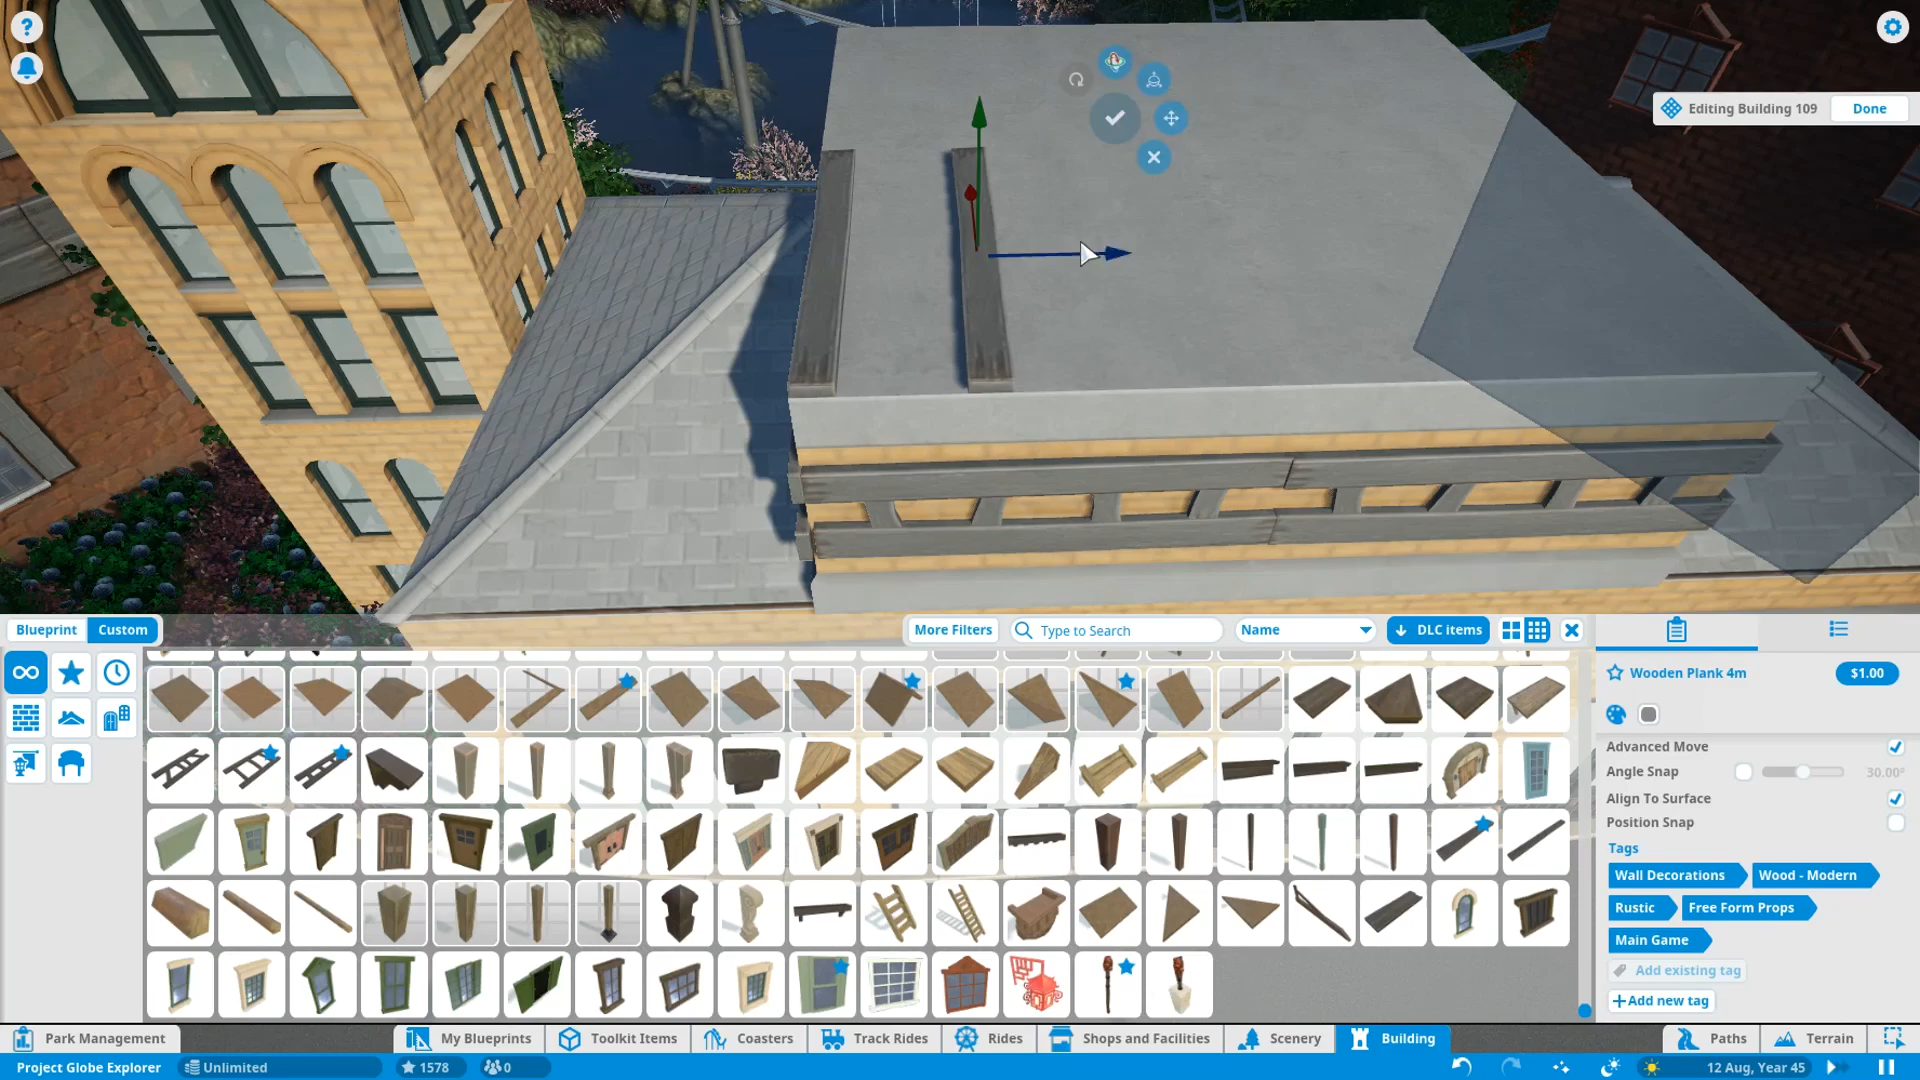 ?
Editing Building 109 Done
Blueprint Custom More Filters Type to Search Name DLC items
Wooden Plank 4m $1.00
Advanced Move
Angle Snap 30.00°
Align To Surface
Position Snap
Tags
Wall Decorations Wood - Modern
Rustic Free Form Props
Main Game
Add existing tag
+Add new tag
Park Management My Blueprints Toolkit Items Coasters Track Rides Rides Shops and Facilities Scenery Building Paths Terrain
Project Globe Explorer Unlimited 1578 0 12 Aug, Year 45